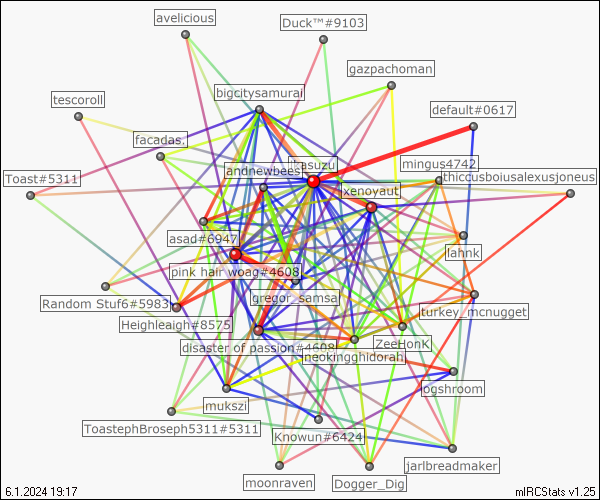 avelicious
Duck™#9103
gazpachoman
bigcitysamurai
tescoroll
default#0617
facadas.
kasuzu
mingus4742
andnewbees
thiccusboiusalexusjoneus
Toast#5311
xenoyaut
asad#6947
lahnk
pink hair woag#4608
gregor_samsa
Random Stuf6#5983
turkey_mcnugget
Heighleaigh#8575
ZeeHonK
disaster of passion#4608
neokingghidorah
ogshroom
mukszi
ToastephBroseph5311#5311
Knowun#6424
jarlbreadmaker
moonraven
Dogger_Dig
6.1.2024 19:17
mIRCStats v1.25